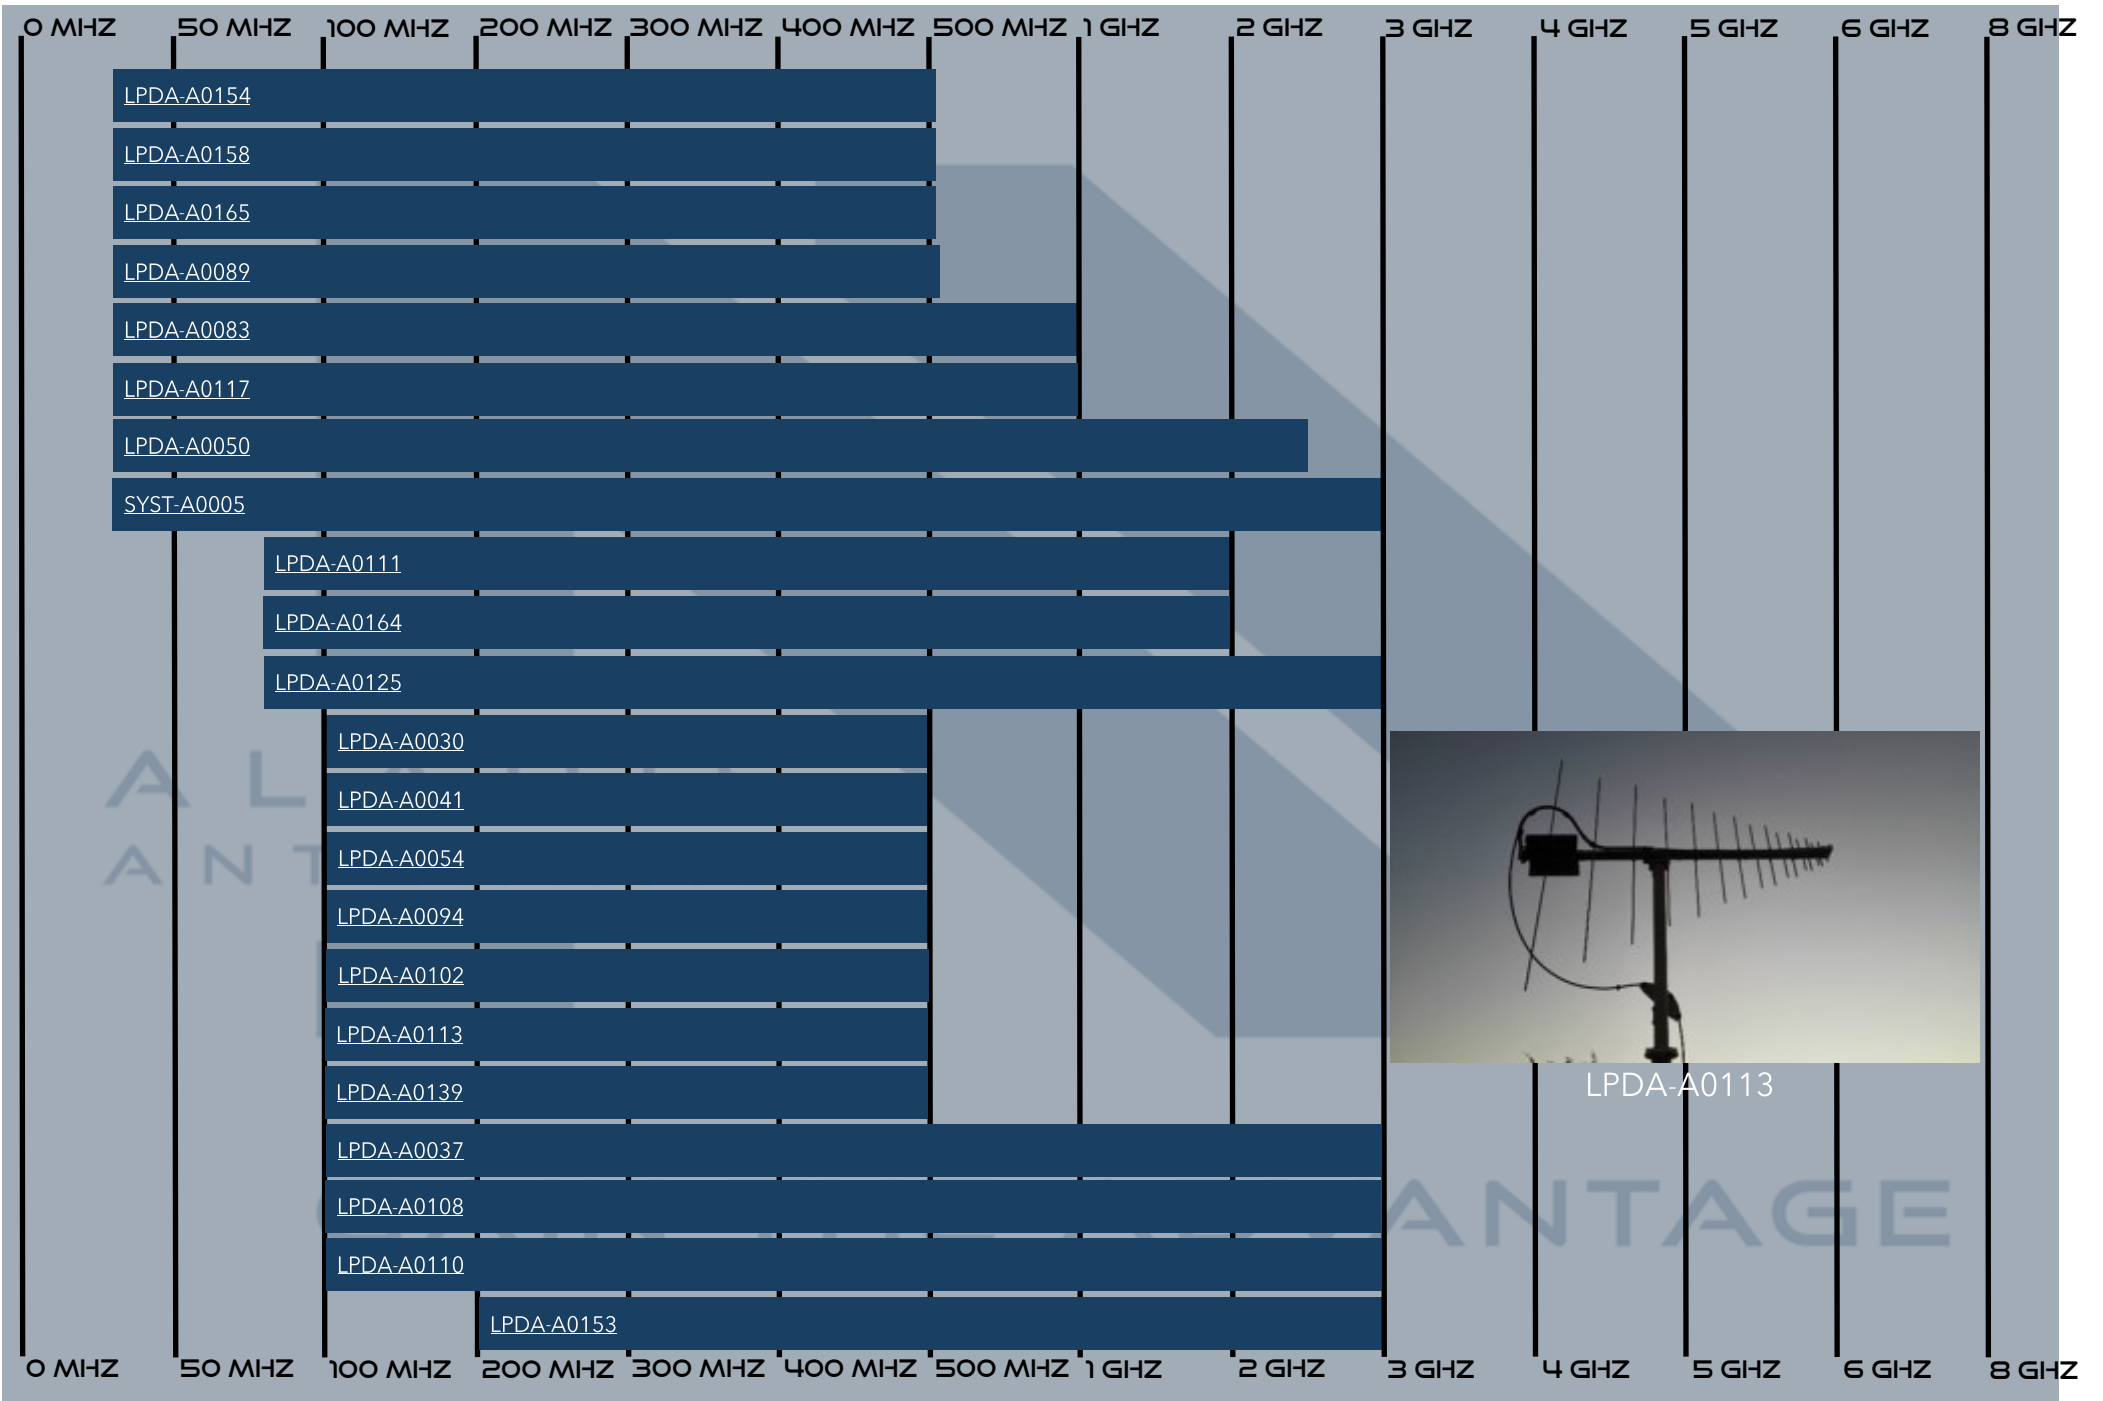 0 MHZ 50 MHZ 100 MHZ 200 MHZ 300 MHZ 400 MHZ 500 MHZ 1 GHZ 2 GHZ 3 GHZ 4 GHZ 5 GHZ 6 GHZ 8 GHZ
LPDA-A0154
LPDA-A0158
LPDA-A0165
LPDA-A0089
LPDA-A0083
LPDA-A0117
LPDA-A0050
SYST-A0005
LPDA-A0111
LPDA-A0164
LPDA-A0125
LPDA-A0030
LPDA-A0041
LPDA-A0054
LPDA-A0094
LPDA-A0102
LPDA-A0113
LPDA-A0139
LPDA-A0113
LPDA-A0037
LPDA-A0108
LPDA-A0110
LPDA-A0153
0 MHZ 50 MHZ 100 MHZ 200 MHZ 300 MHZ 400 MHZ 500 MHZ 1 GHZ 2 GHZ 3 GHZ 4 GHZ 5 GHZ 6 GHZ 8 GHZ